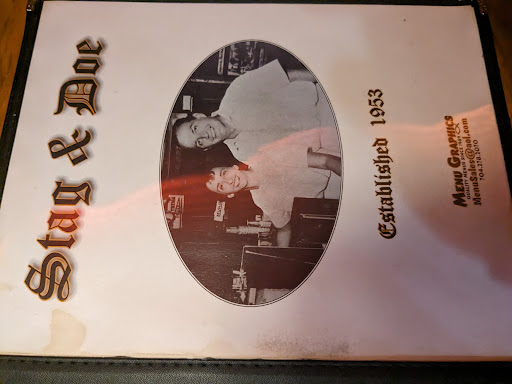 Stag & Doe
Established 1953
MENU GRAPHICS
MenuSales@aol.com